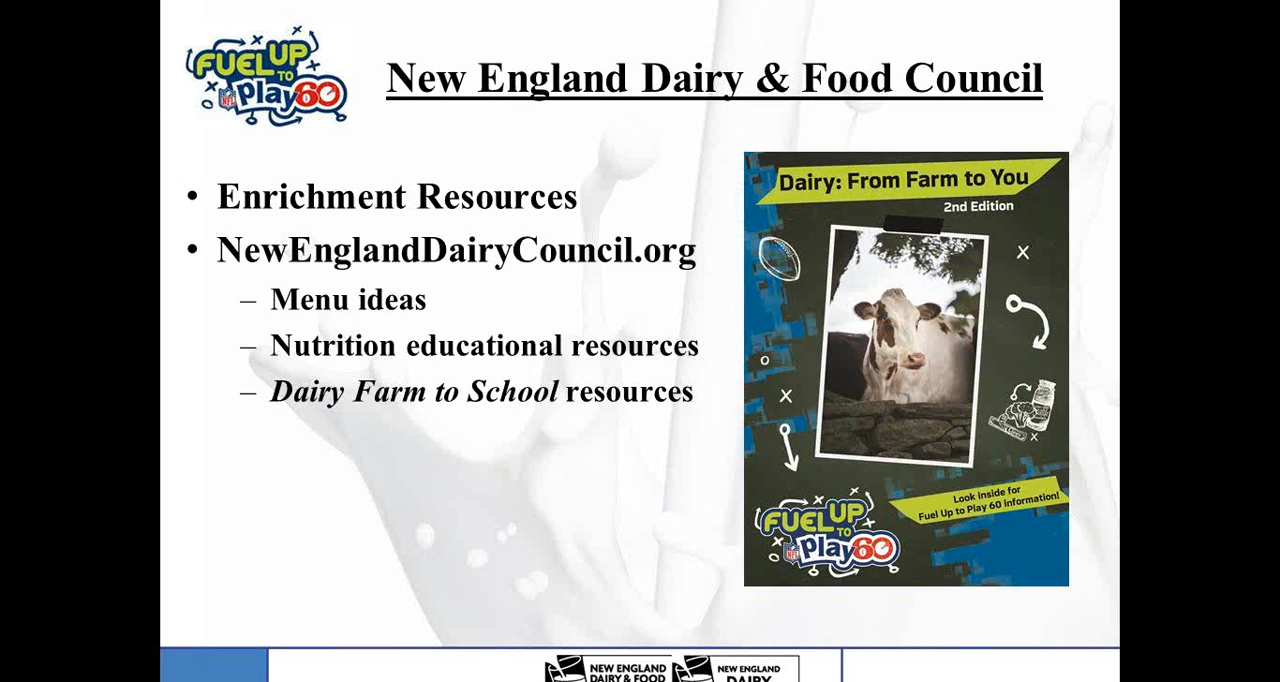 FUEL UP
TO
NFL Play 60
New England Dairy & Food Council
• Enrichment Resources
• NewEnglandDairyCouncil.org
– Menu ideas
– Nutrition educational resources
– Dairy Farm to School resources
Dairy: From Farm to You
2nd Edition
Look inside for
Fuel Up to Play 60 information!
FUEL UP
TO
NFL Play 60
NEW ENGLAND
DAIRY & FOOD
NEW ENGLAND
DAIRY